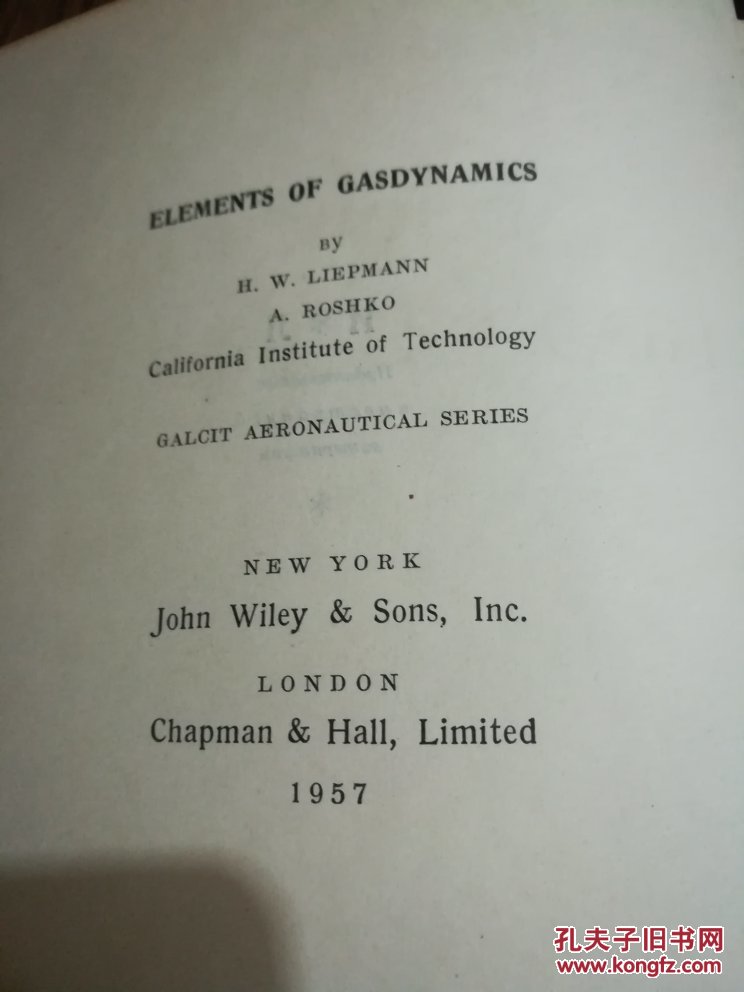 ELEMENTS OF GASDYNAMICS
By
H. W. LIEPMANN
A. ROSHKO
California Institute of Technology
GALCIT AERONAUTICAL SERIES
NEW YORK
John Wiley & Sons, Inc.
LONDON
Chapman & Hall, Limited
1957
孔夫子旧书网
www.kongfz.com